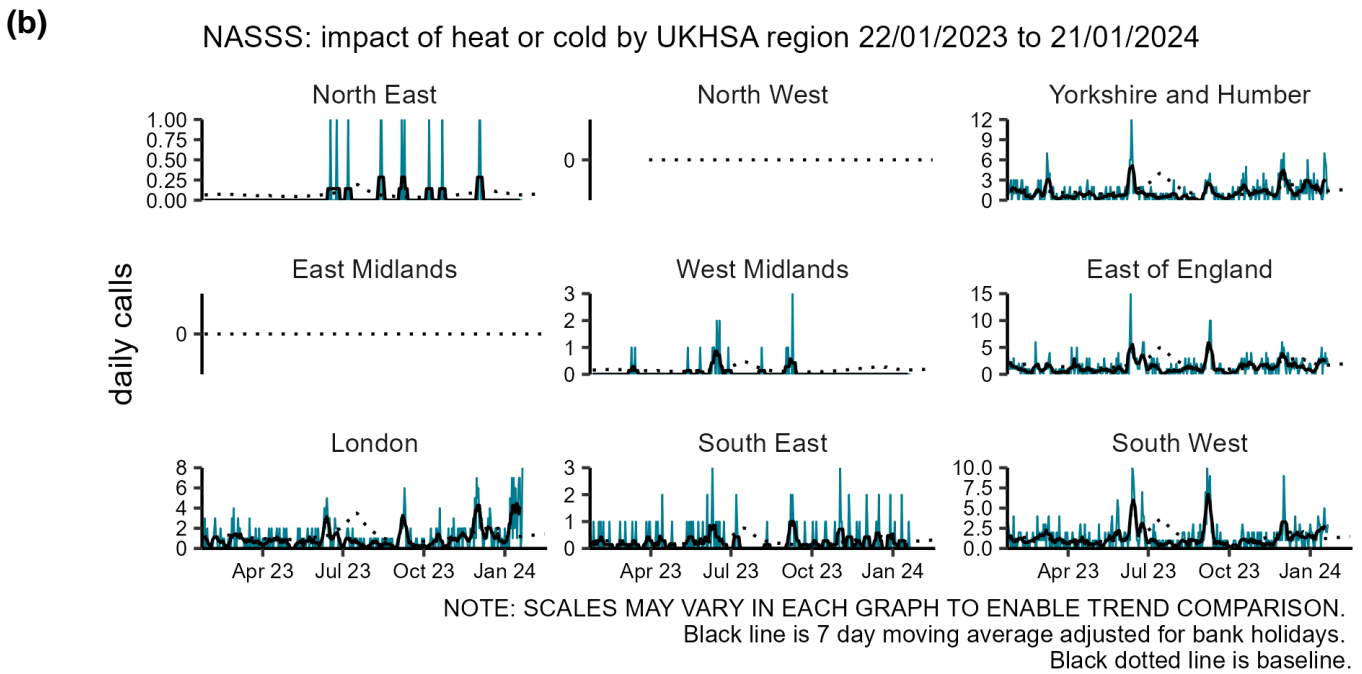 (b)
NASSS: impact of heat or cold by UKHSA region 22/01/2023 to 21/01/2024
North East
North West
Yorkshire and Humber
1.00
0.75
0.50
0.25
0.00
0
12
9
6
3
0
daily calls
East Midlands
West Midlands
East of England
0
3
2
1
0
15
10
5
0
London
South East
South West
8
6
4
2
0
3
2
1
0
10.0
7.5
5.0
2.5
0.0
Apr 23 Jul 23 Oct 23 Jan 24
Apr 23 Jul 23 Oct 23 Jan 24
Apr 23 Jul 23 Oct 23 Jan 24
NOTE: SCALES MAY VARY IN EACH GRAPH TO ENABLE TREND COMPARISON.
Black line is 7 day moving average adjusted for bank holidays.
Black dotted line is baseline.